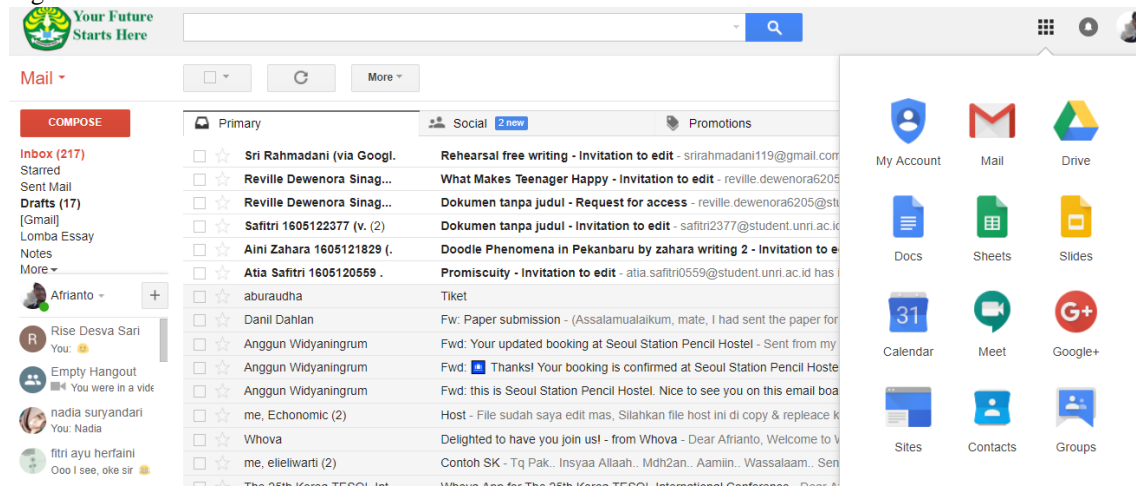 Your Future
Starts Here
Mail
More
COMPOSE
Primary
Social 2 new
Promotions
Inbox (217)
Starred
Sent Mail
Drafts (17)
[Gmail]
Lomba Essay
Notes
More
Afrianto
R
Rise Desva Sari
You:
Empty Hangout
You were in a vide
nadia suryandari
You: Nadia
fitri ayu herfaini
Ooo I see, oke sir
Sri Rahmadani (via Googl. Rehearsal free writing - Invitation to edit - srirahmadani119@gmail.com
Reville Dewenora Sinag... What Makes Teenager Happy - Invitation to edit - reville.dewenora6205
Reville Dewenora Sinag... Dokumen tanpa judul - Request for access - reville.dewenora6205@stu
Safitri 1605122377 (v. (2) Dokumen tanpa judul - Invitation to edit - safitri2377@student.unri.ac.id
Aini Zahara 1605121829 (. Doodle Phenomena in Pekanbaru by zahara writing 2 - Invitation to e
Atia Safitri 1605120559 . Promiscuity - Invitation to edit - atia.safitri0559@student.unri.ac.id has
aburaudha Tiket
Danil Dahlan Fw: Paper submission - (Assalamualaikum, mate, I had sent the paper for
Anggun Widyaningrum Fwd: Your updated booking at Seoul Station Pencil Hostel - Sent from my
Anggun Widyaningrum Fwd: Thanks! Your booking is confirmed at Seoul Station Pencil Hoste
Anggun Widyaningrum Fwd: this is Seoul Station Pencil Hostel. Nice to see you on this email boa
me, Echonomic (2) Host - File sudah saya edit mas, Silahkan file host ini di copy & repleace k
Whova Delighted to have you join us! - from Whova - Dear Afrianto, Welcome to
me, elieliwarti (2) Contoh SK - Tq Pak.. Insyaa Allaah.. Mdh2an.. Aamiin.. Wassalaam.. Sen
My Account
Mail
Drive
Docs
Sheets
Slides
31
G+
Calendar
Meet
Google+
Sites
Contacts
Groups